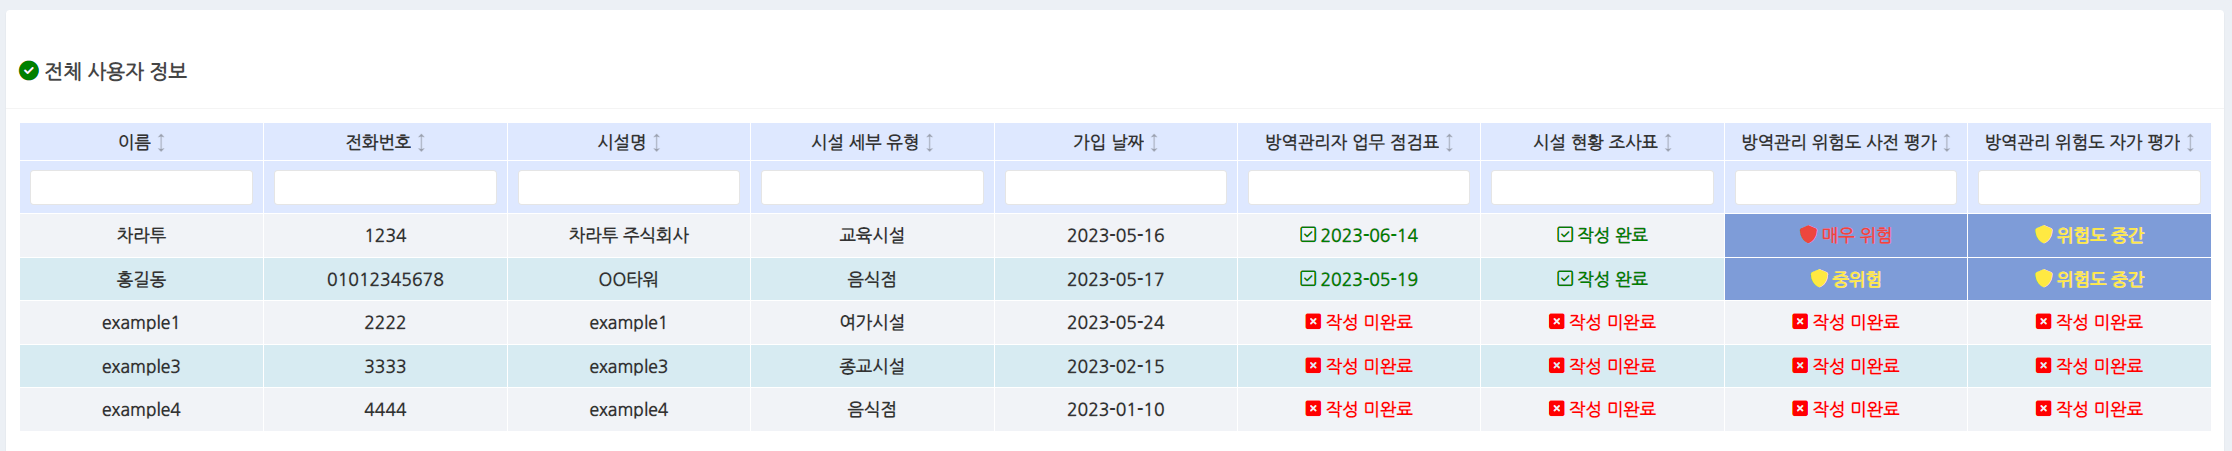 전체 사용자 정보
이름 전화번호 시설명 시설 세부 유형 가입 날짜 방역관리자 업무 점검표 시설 현황 조사표 방역관리 위험도 사전 평가 방역관리 위험도 자가 평가
차라투 1234 차라투 주식회사 교육시설 2023-05-16 2023-06-14 작성 완료 매우 위험 위험도 중간
홍길동 01012345678 OO타워 음식점 2023-05-17 2023-05-19 작성 완료 중위험 위험도 중간
example1 2222 example1 여가시설 2023-05-24 작성 미완료 작성 미완료 작성 미완료 작성 미완료
example3 3333 example3 종교시설 2023-02-15 작성 미완료 작성 미완료 작성 미완료 작성 미완료
example4 4444 example4 음식점 2023-01-10 작성 미완료 작성 미완료 작성 미완료 작성 미완료